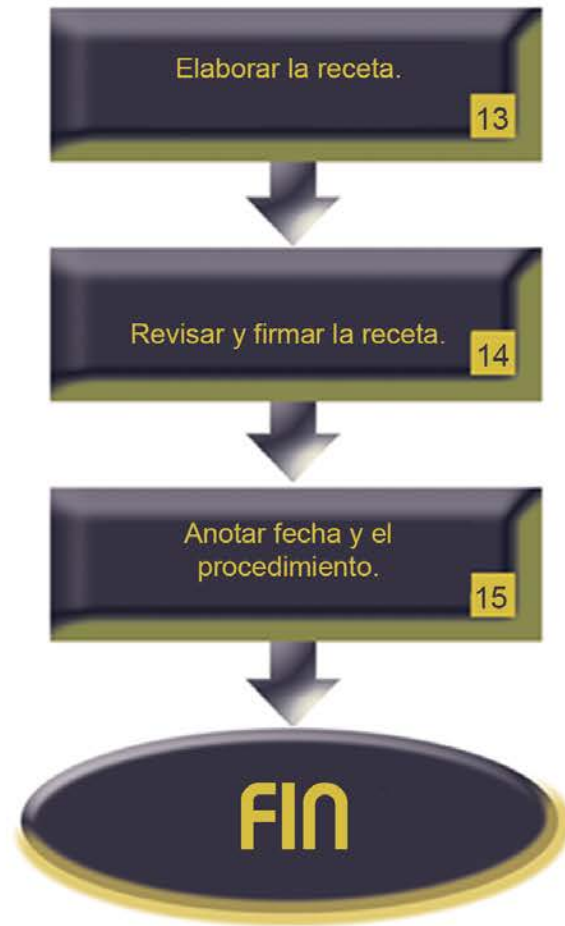 Elaborar la receta.
13
Revisar y firmar la receta.
14
Anotar fecha y el
procedimiento.
15
FIN